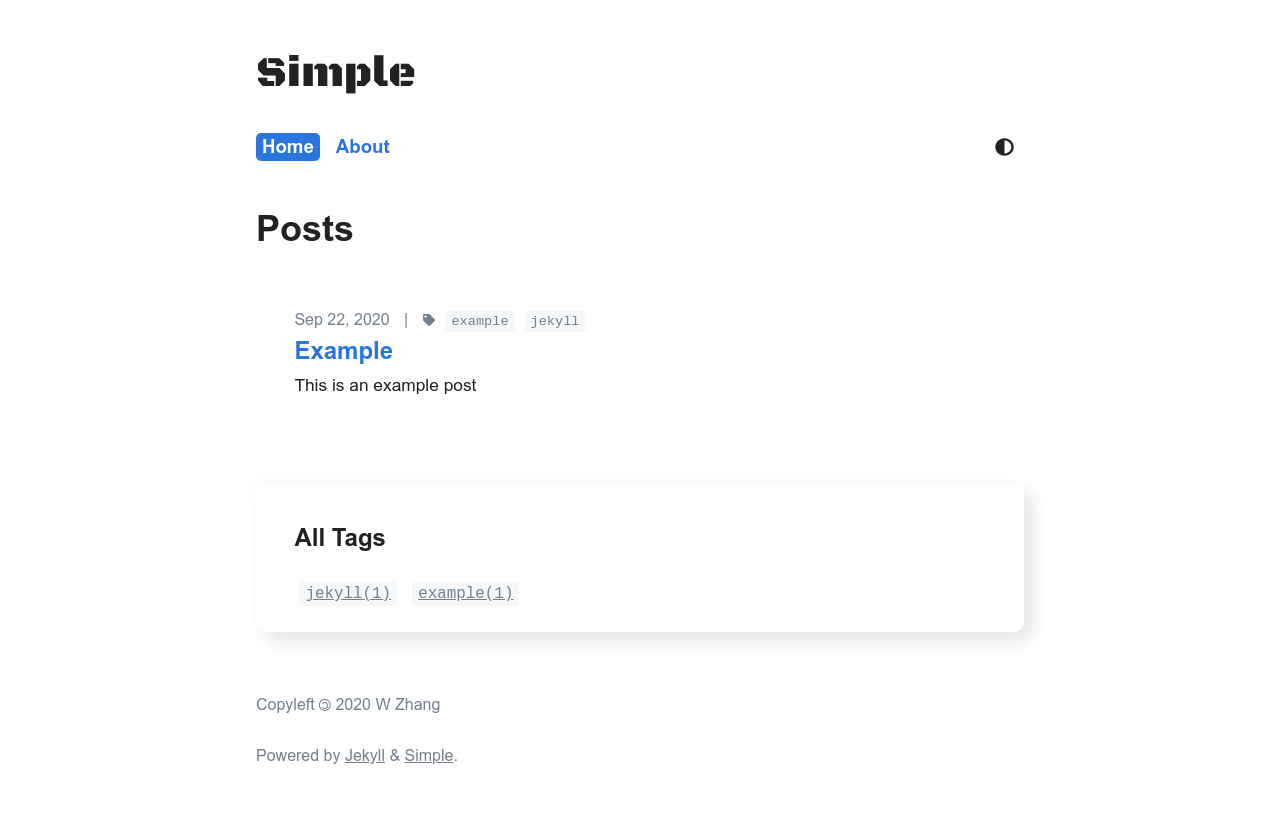 Simple
Home About
Posts
Sep 22, 2020 | example jekyll
Example
This is an example post
All Tags
jekyll(1) example(1)
Copyleft 🄯 2020 W Zhang
Powered by Jekyll & Simple.